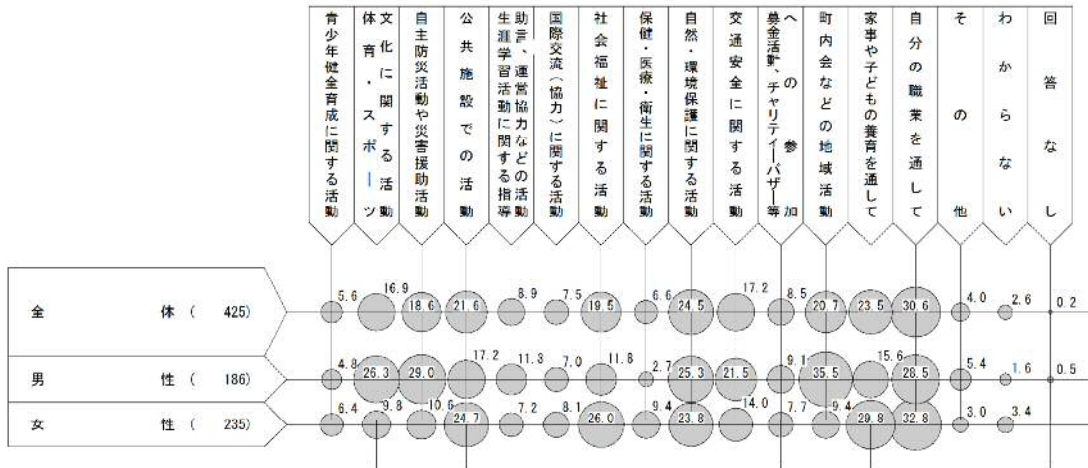 青少年健全育成に関する活動
文化に関する活動
体育・スポーツ
自主防災活動や災害援助活動
公共施設での活動
助言、運営協力などの活動
生涯学習活動に関する指導
国際交流(協力)に関する活動
社会福祉に関する活動
保健・医療・衛生に関する活動
自然・環境保護に関する活動
交通安全に関する活動
への参加
募金活動、チャリティーバザー等
町内会などの地域活動
家事や子どもの養育を通して
自分の職業を通して
その他
わからない
回答なし
全体(425) 5.6 16.9 18.6 21.6 8.9 7.5 19.5 6.6 24.5 17.2 8.5 20.7 23.5 30.6 4.0 2.6 0.2
男性(186) 4.8 26.3 29.0 17.2 11.3 7.0 11.8 2.7 25.3 21.5 9.1 35.5 15.6 28.5 5.4 1.6 0.5
女性(235) 6.4 9.8 10.6 24.7 7.2 8.1 26.0 9.4 23.8 14.0 7.7 9.4 29.8 32.8 3.0 3.4